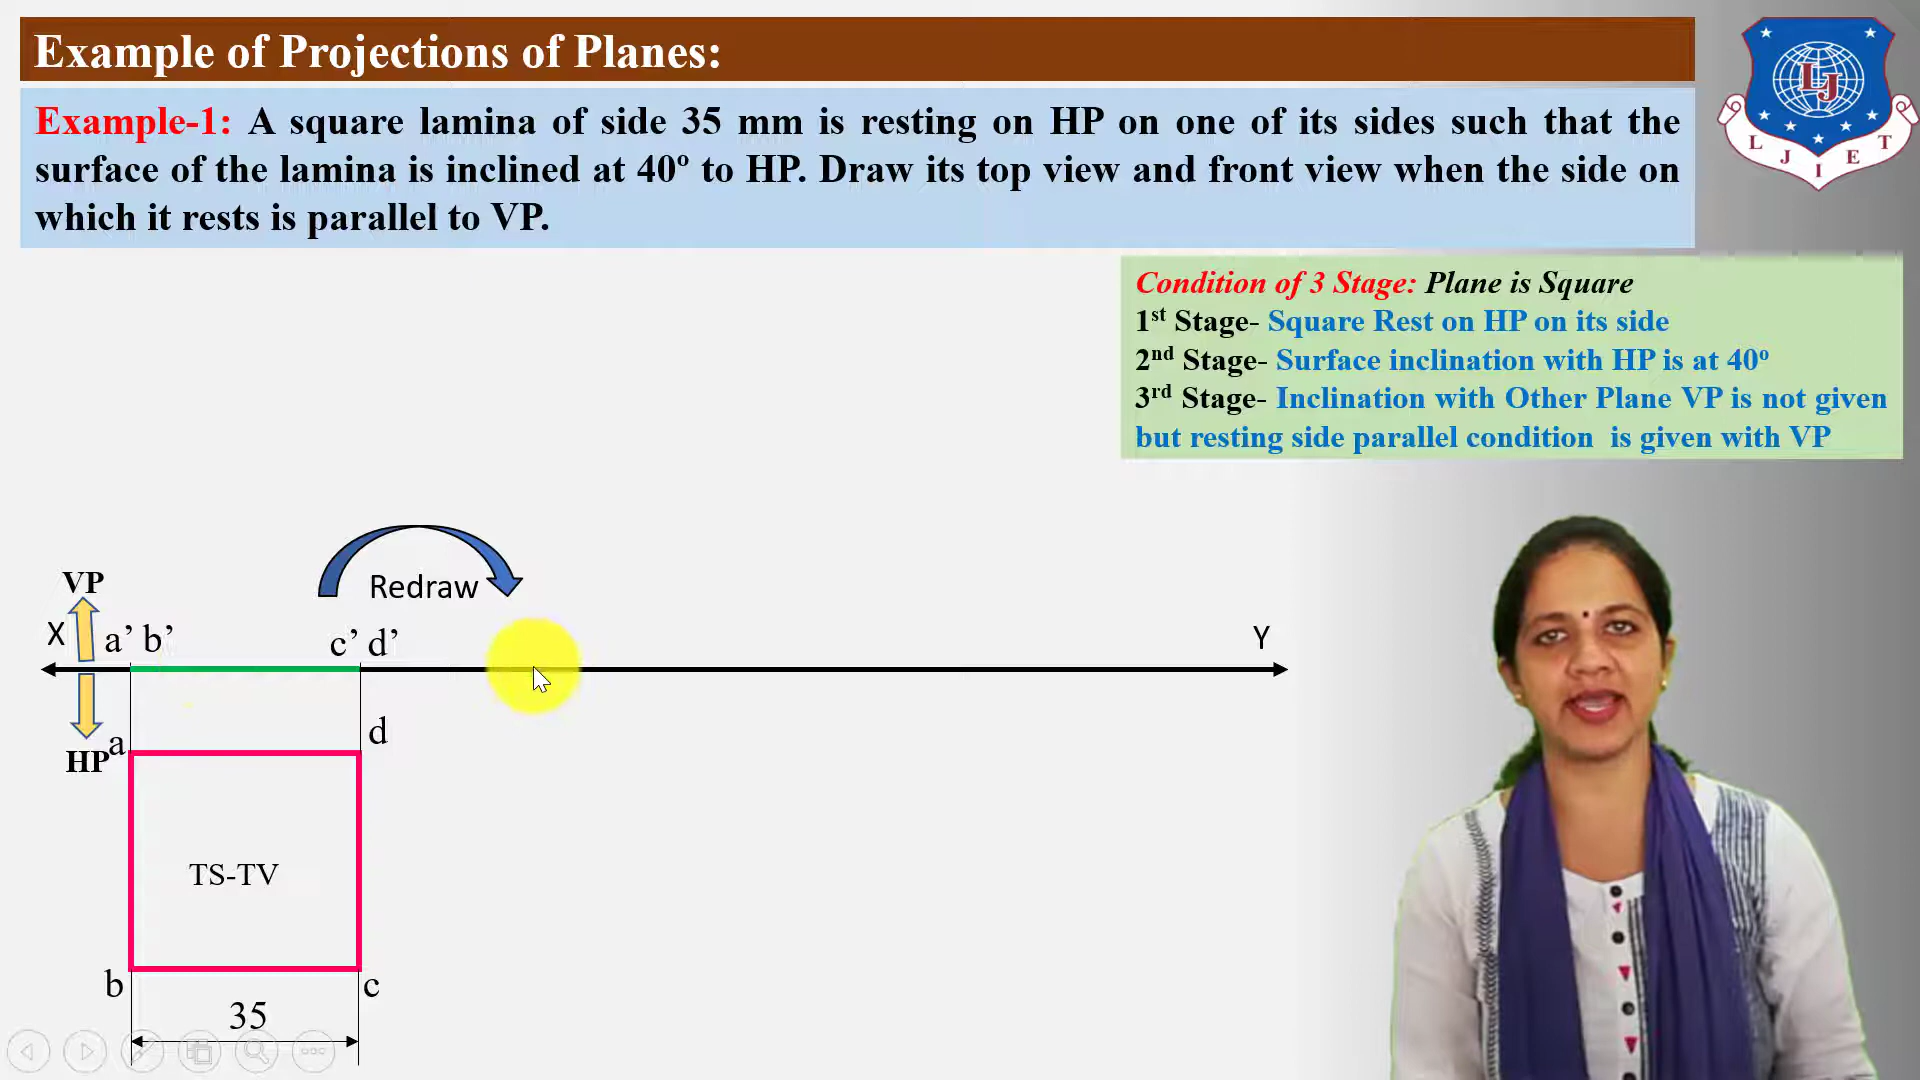 Example of Projections of Planes:
Example-1: A square lamina of side 35 mm is resting on HP on one of its sides such that the
surface of the lamina is inclined at 40º to HP. Draw its top view and front view when the side on
which it rests is parallel to VP.
LJ
L J I E T
Condition of 3 Stage: Plane is Square
1st Stage- Square Rest on HP on its side
2nd Stage- Surface inclination with HP is at 40º
3rd Stage- Inclination with Other Plane VP is not given
but resting side parallel condition is given with VP
VP
Redraw
X a’ b’ c’ d’ Y
a d
HP
TS-TV
b c
35